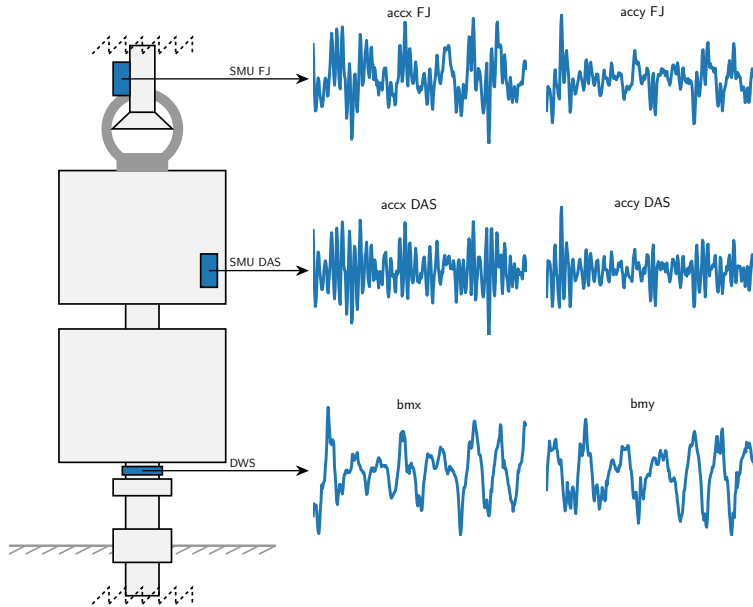 accx FJ
accy FJ
SMU FJ
accx DAS
accy DAS
SMU DAS
bmx
bmy
DWS